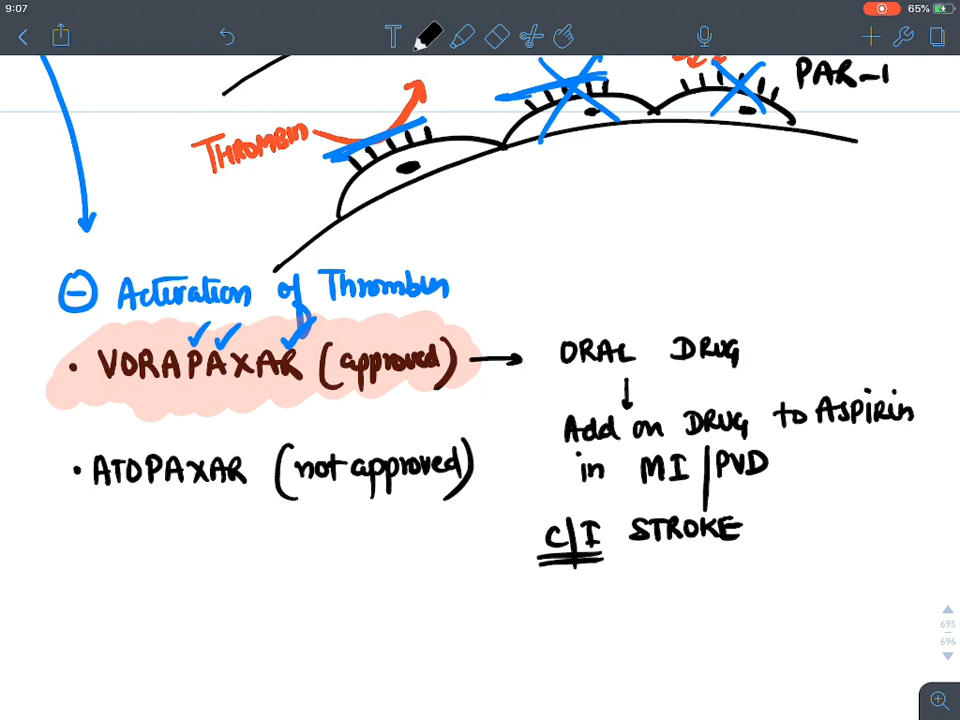 9:07
65%
T
PAR-1
THROMBIN
⊖ Activation of Thrombin
• VORAPAXAR (approved) → ORAL DRUG
↓
Add on DRUG to ASPIRIN
in MI | PVD
• ATOPAXAR (not approved)
C|I STROKE
695
696